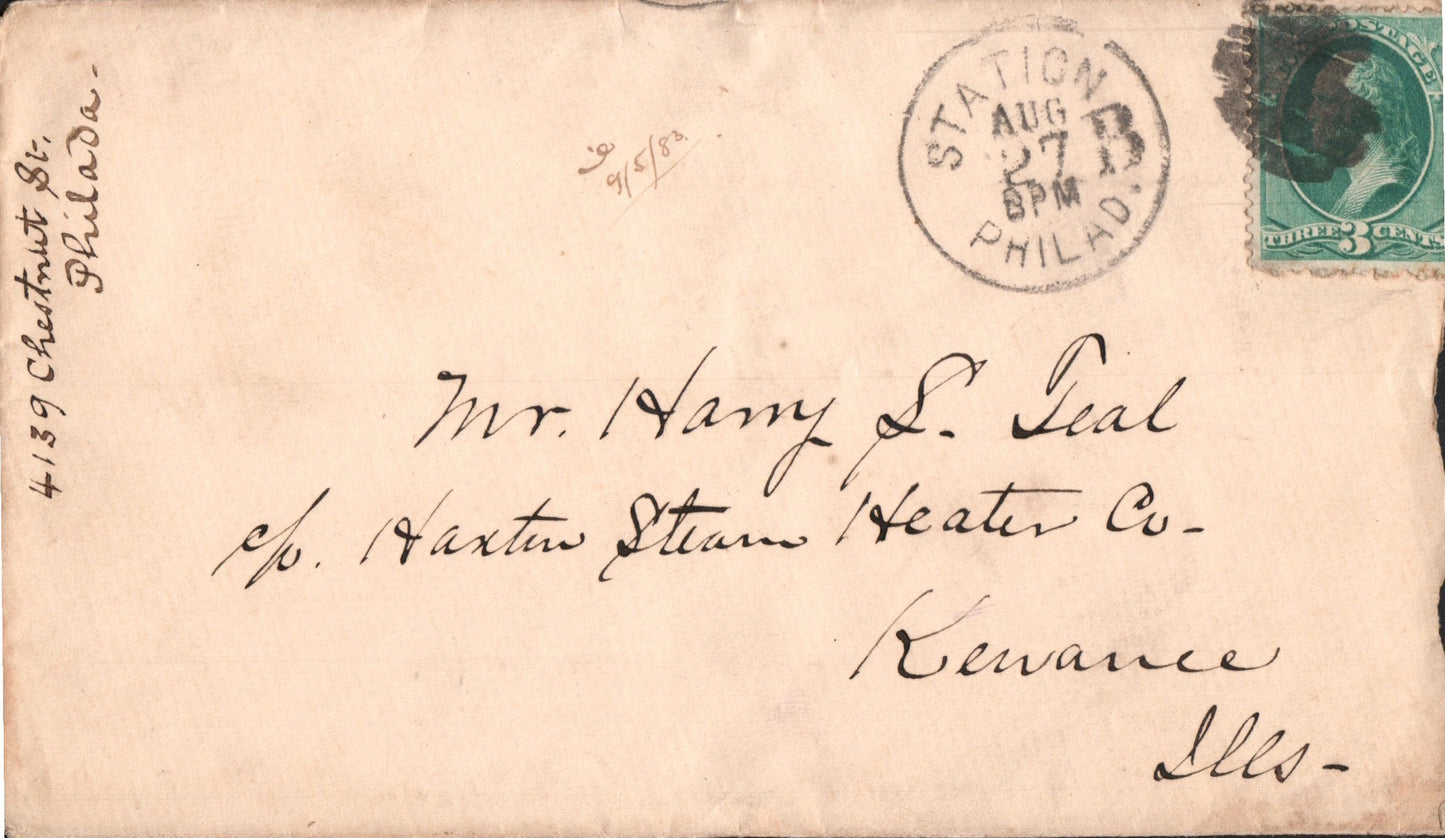 4139 Chestnut St.
Philada.
9/5/83.
STATION B
AUG
27
8PM
PHILAD.
POSTAGE
THREE 3 CENTS
Mr. Harry S. Teal
c/o. Haxtun Steam Heater Co-
Kewanee
Ills-